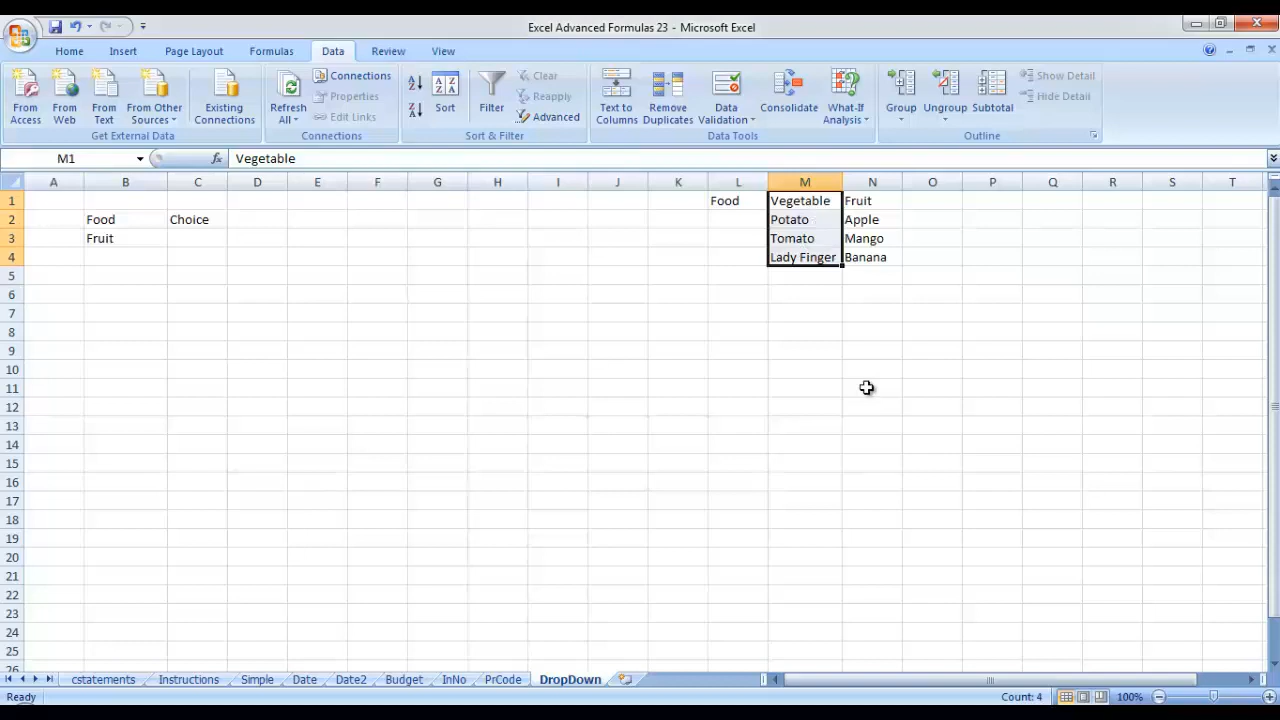 Excel Advanced Formulas 23 - Microsoft Excel
Home Insert Page Layout Formulas Data Review View
From Access From Web From Text From Other Sources Existing Connections
Get External Data
Refresh All Connections Properties Edit Links
Connections
Sort Filter Clear Reapply Advanced
Sort & Filter
Text to Columns Remove Duplicates Data Validation Consolidate What-If Analysis
Data Tools
Group Ungroup Subtotal Show Detail Hide Detail
Outline
M1 fx Vegetable
A B C D E F G H I J K L M N O P Q R S T
1 Food Vegetable Fruit
2 Food Choice Potato Apple
3 Fruit Tomato Mango
4 Lady Finger Banana
5
6
7
8
9
10
11
12
13
14
15
16
17
18
19
20
21
22
23
24
25
26
cstatements Instructions Simple Date Date2 Budget InNo PrCode DropDown
Ready Count: 4 100%